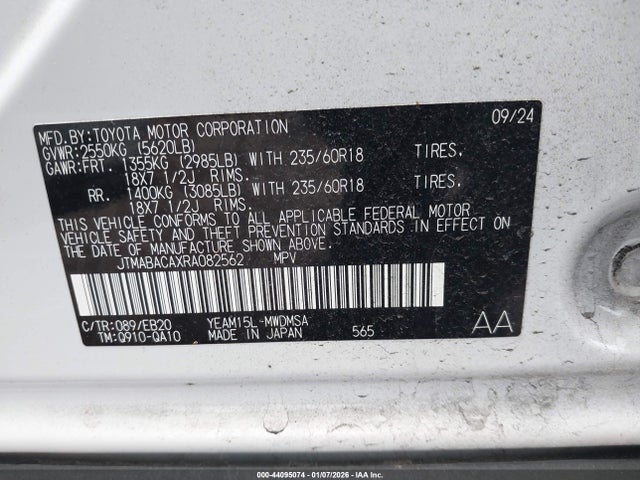 MFD.BY:TOYOTA MOTOR CORPORATION 09/24
GVWR:2550KG (5620LB)
GAWR:FRT. 1355KG (2985LB) WITH 235/60R18 TIRES.
18X7 1/2J RIMS.
RR. 1400KG (3085LB) WITH 235/60R18 TIRES.
18X7 1/2J RIMS.
THIS VEHICLE CONFORMS TO ALL APPLICABLE FEDERAL MOTOR
VEHICLE SAFETY AND THEFT PREVENTION STANDARDS IN EFFECT ON
THE DATE OF MANUFACTURE SHOWN ABOVE.
JTMABACAXRA082562 MPV
C/TR:089/EB20 YEAM15L-MWDMSA
TM:Q910-QA10 MADE IN JAPAN 565 AA
000-44095074 - 01/07/2026 - IAA Inc.